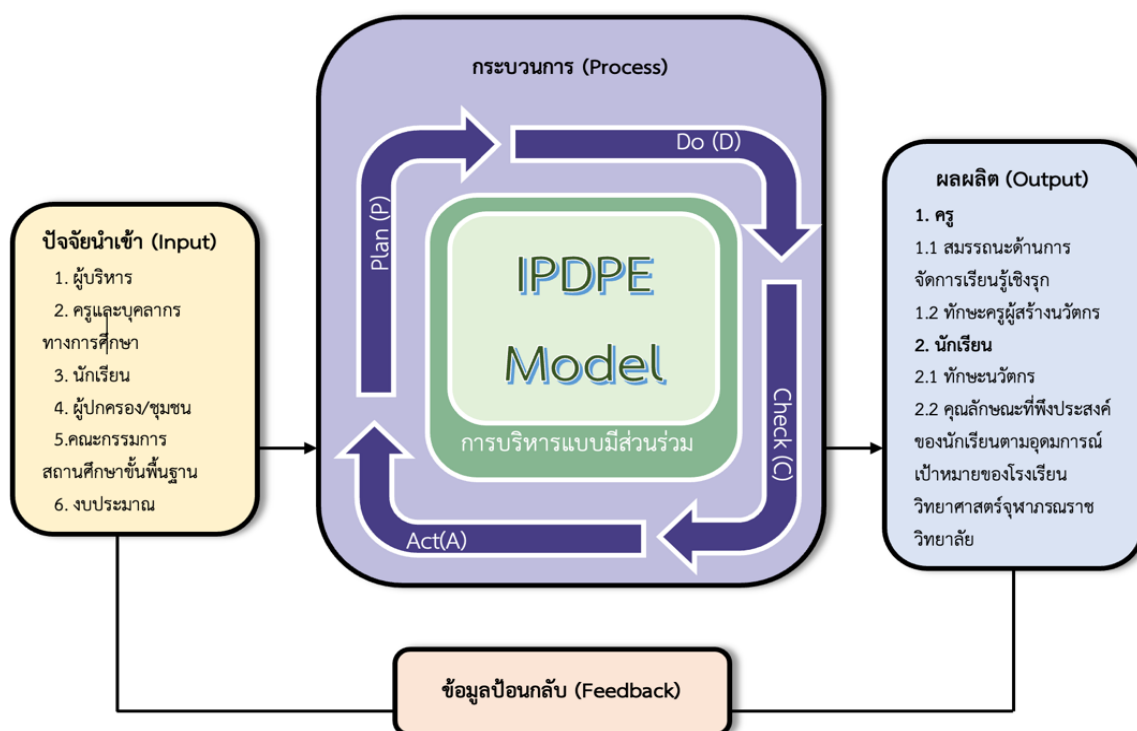 กระบวนการ (Process)
Plan (P)
Do (D)
Check (C)
Act(A)
IPDPE
Model
การบริหารแบบมีส่วนร่วม
ปัจจัยนำเข้า (Input)
1. ผู้บริหาร
2. ครูและบุคลากร
ทางการศึกษา
3. นักเรียน
4. ผู้ปกครอง/ชุมชน
5.คณะกรรมการ
สถานศึกษาขั้นพื้นฐาน
6. งบประมาณ
ผลผลิต (Output)
1. ครู
1.1 สมรรถนะด้านการ
จัดการเรียนรู้เชิงรุก
1.2 ทักษะครูผู้สร้างนวัตกร
2. นักเรียน
2.1 ทักษะนวัตกร
2.2 คุณลักษณะที่พึงประสงค์
ของนักเรียนตามอุดมการณ์
เป้าหมายของโรงเรียน
วิทยาศาสตร์จุฬาภรณราช
วิทยาลัย
ข้อมูลป้อนกลับ (Feedback)